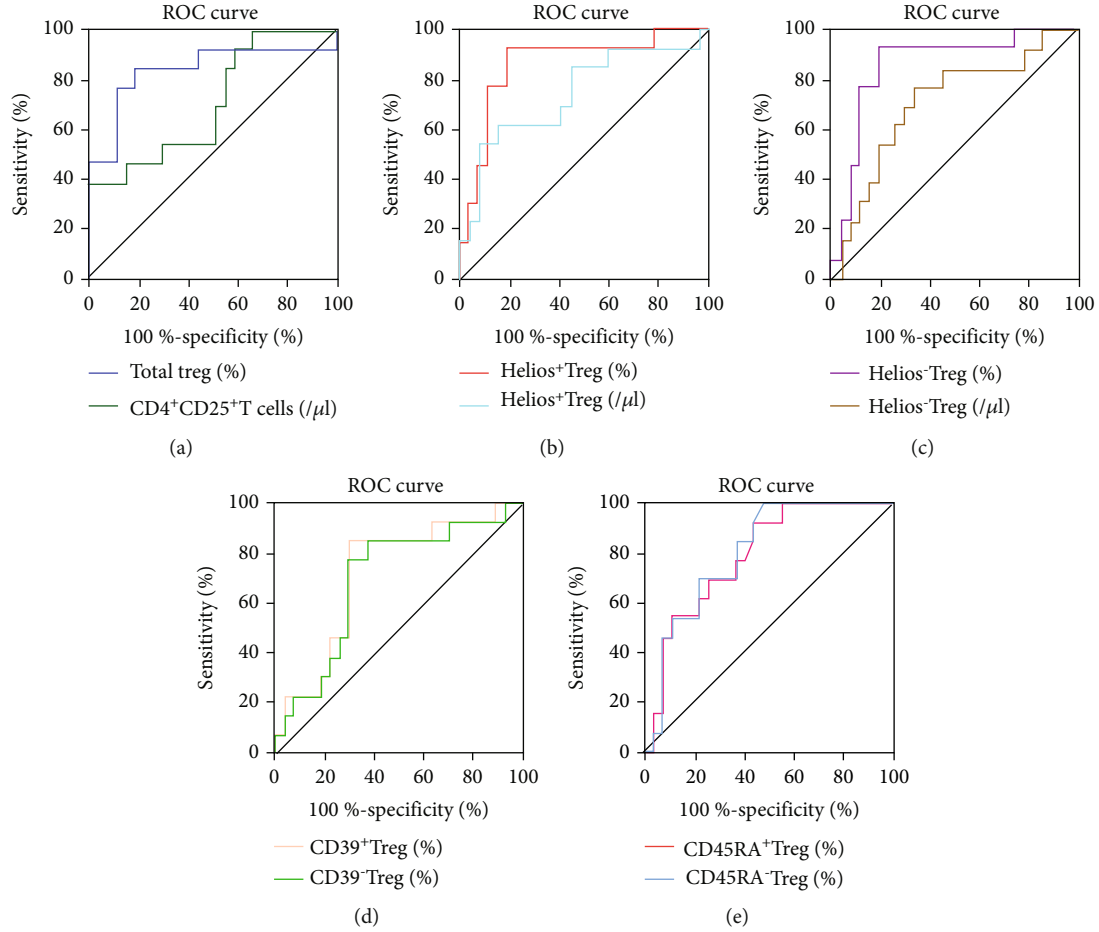 ROC curve
100
80
60
40
20
0
Sensitivity (%)
0 20 40 60 80 100
100 %-specificity (%)
Total treg (%)
CD4⁺CD25⁺T cells (/μl)
(a)
ROC curve
100
80
60
40
20
0
Sensitivity (%)
0 20 40 60 80 100
100 %-specificity (%)
Helios⁺Treg (%)
Helios⁺Treg (/μl)
(b)
ROC curve
100
80
60
40
20
0
Sensitivity (%)
0 20 40 60 80 100
100 %-specificity (%)
Helios⁻Treg (%)
Helios⁻Treg (/μl)
(c)
ROC curve
100
80
60
40
20
0
Sensitivity (%)
0 20 40 60 80 100
100 %-specificity (%)
CD39⁺Treg (%)
CD39⁻Treg (%)
(d)
ROC curve
100
80
60
40
20
0
Sensitivity (%)
0 20 40 60 80 100
100 %-specificity (%)
CD45RA⁺Treg (%)
CD45RA⁻Treg (%)
(e)